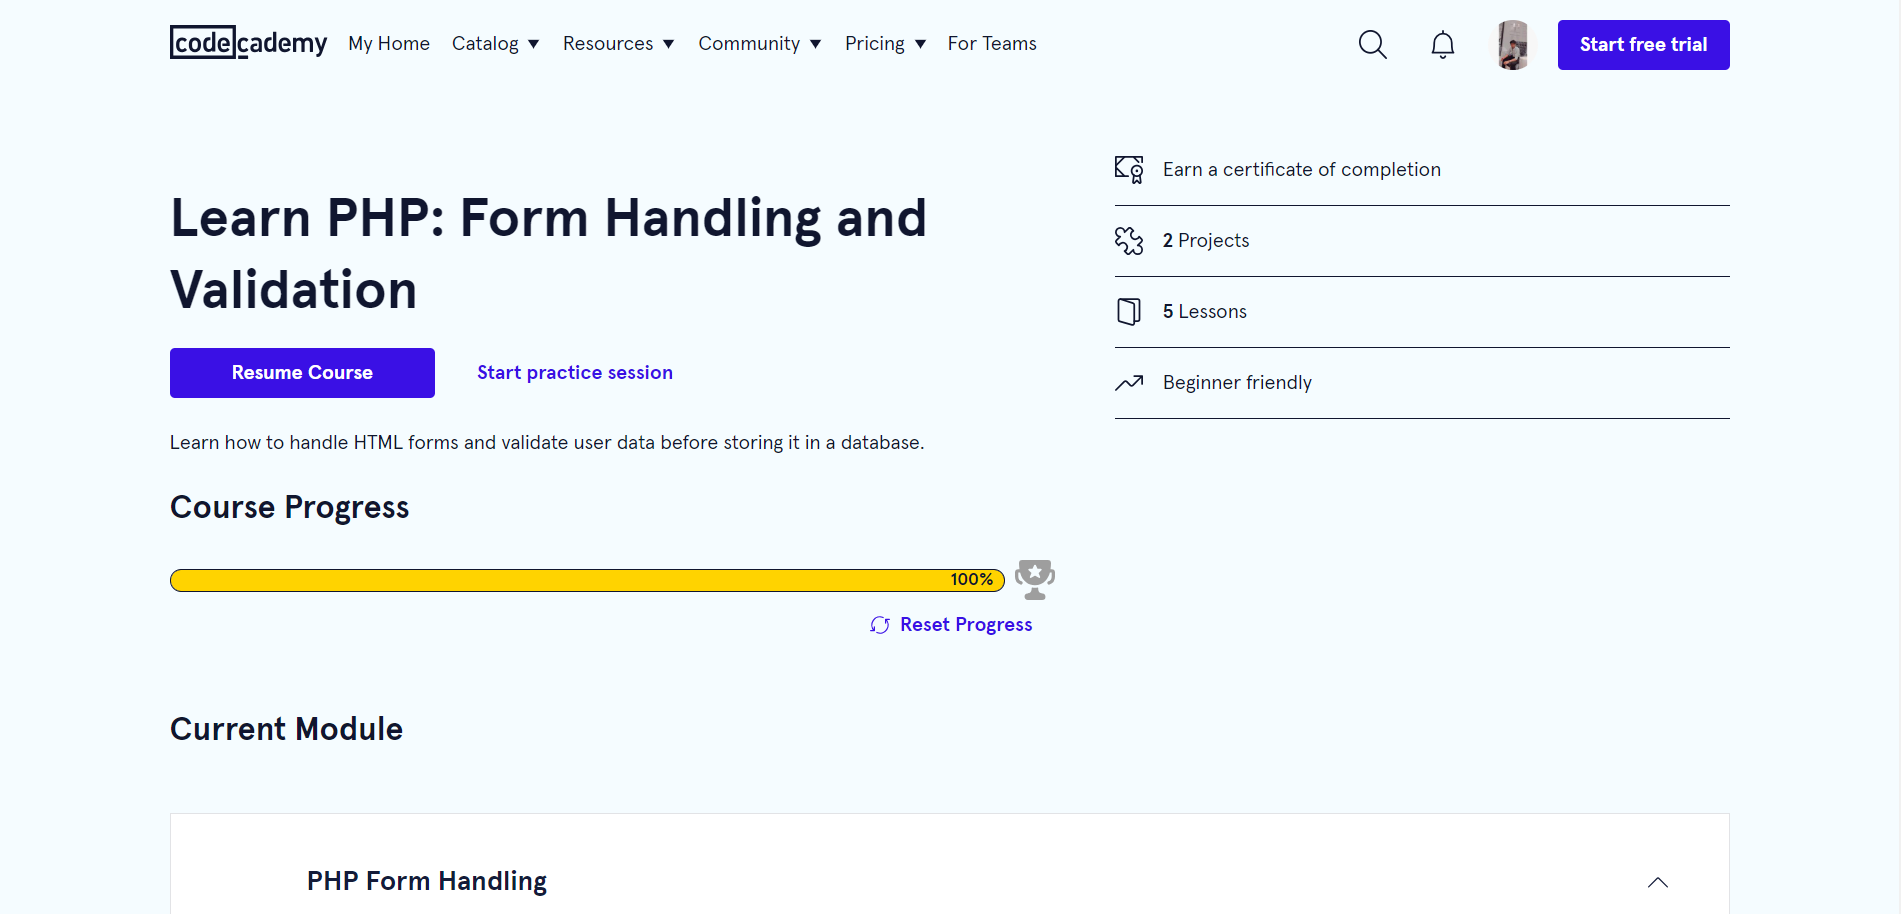 codecademy My Home Catalog Resources Community Pricing For Teams Start free trial
Learn PHP: Form Handling and
Validation
Resume Course Start practice session
Learn how to handle HTML forms and validate user data before storing it in a database.
Course Progress
100%
Reset Progress
Earn a certificate of completion
2 Projects
5 Lessons
Beginner friendly
Current Module
PHP Form Handling